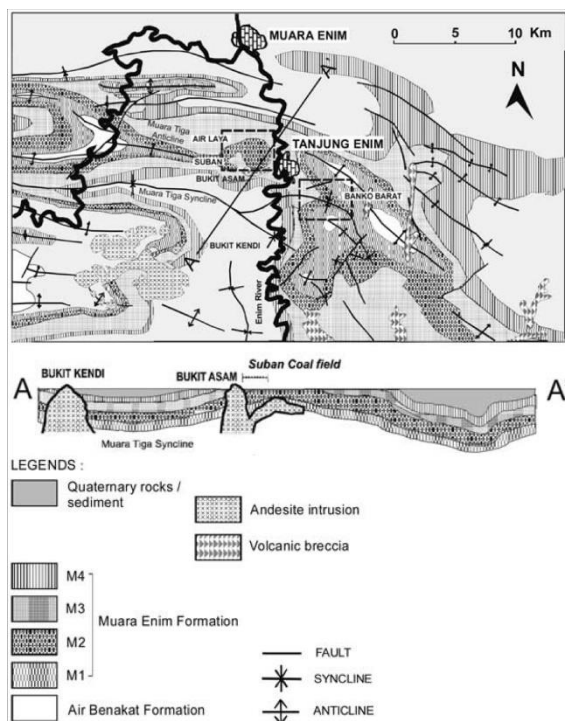 MUARA ENIM
0 5 10 Km
N
A
Muara Tiga
Anticline
AIR LAYA
TANJUNG ENIM
SUBAN
BUKIT ASAM
BANKO BARAT
Muara Tiga Syncline
BUKIT KENDI
A
Enim River
Suban Coal field
BUKIT KENDI
BUKIT ASAM
A
A
Muara Tiga Syncline
LEGENDS :
Quaternary rocks /
sediment
Andesite intrusion
Volcanic breccia
M4
M3
M2
M1
Muara Enim Formation
Air Benakat Formation
FAULT
SYNCLINE
ANTICLINE